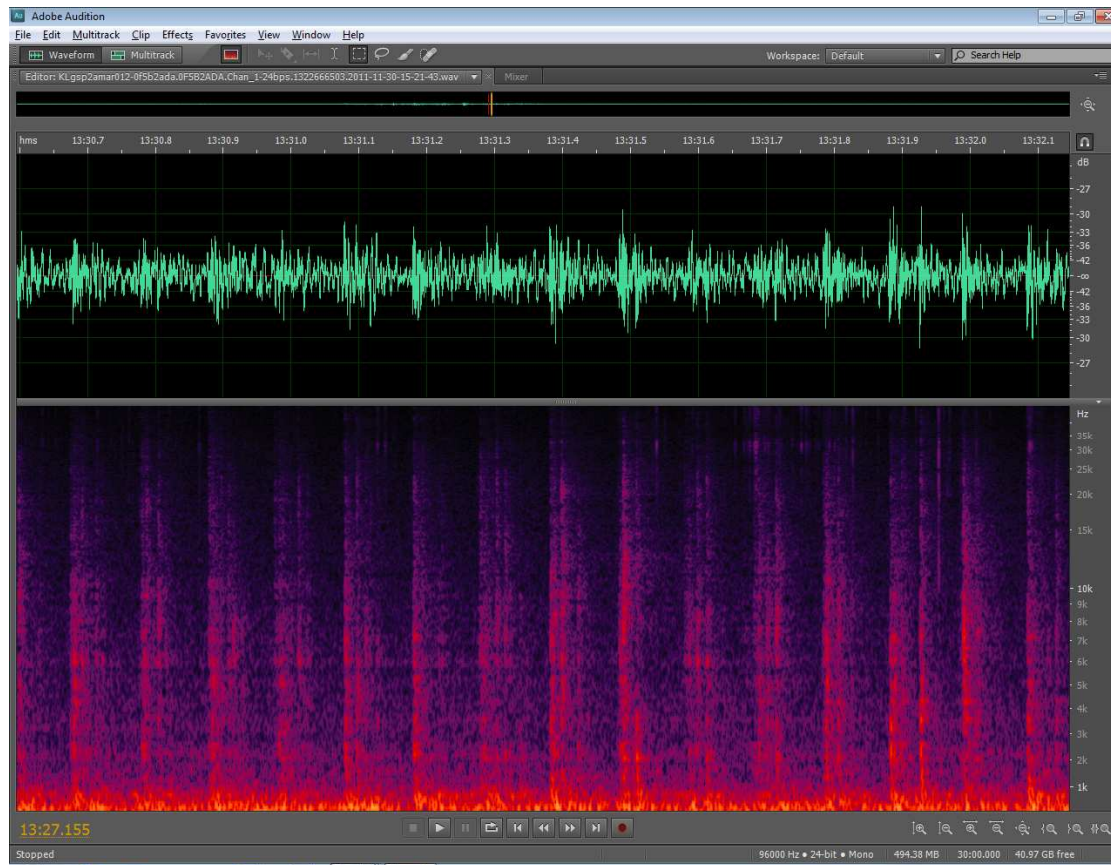 Au Adobe Audition
File Edit Multitrack Clip Effects Favorites View Window Help
Waveform Multitrack Workspace: Default Search Help
Editor: KLgsp2amar012-0f5b2ada.0F5B2ADA.Chan_1-24bps.1322666503.2011-11-30-15-21-43.wav Mixer
hms 13:30.7 13:30.8 13:30.9 13:31.0 13:31.1 13:31.2 13:31.3 13:31.4 13:31.5 13:31.6 13:31.7 13:31.8 13:31.9 13:32.0 13:32.1
dB
-27
-30
-33
-36
-42
-∞
-42
-36
-33
-30
-27
Hz
35k
30k
25k
20k
15k
10k
9k
8k
7k
6k
5k
4k
3k
2k
1k
13:27.155
Stopped 96000 Hz • 24-bit • Mono 494.38 MB 30:00.000 40.97 GB free